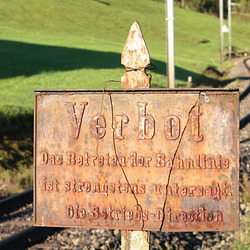 Verbot
Das Betreten der Bahnlinie
ist strengstens untersagt.
Die Betriebs-Direction